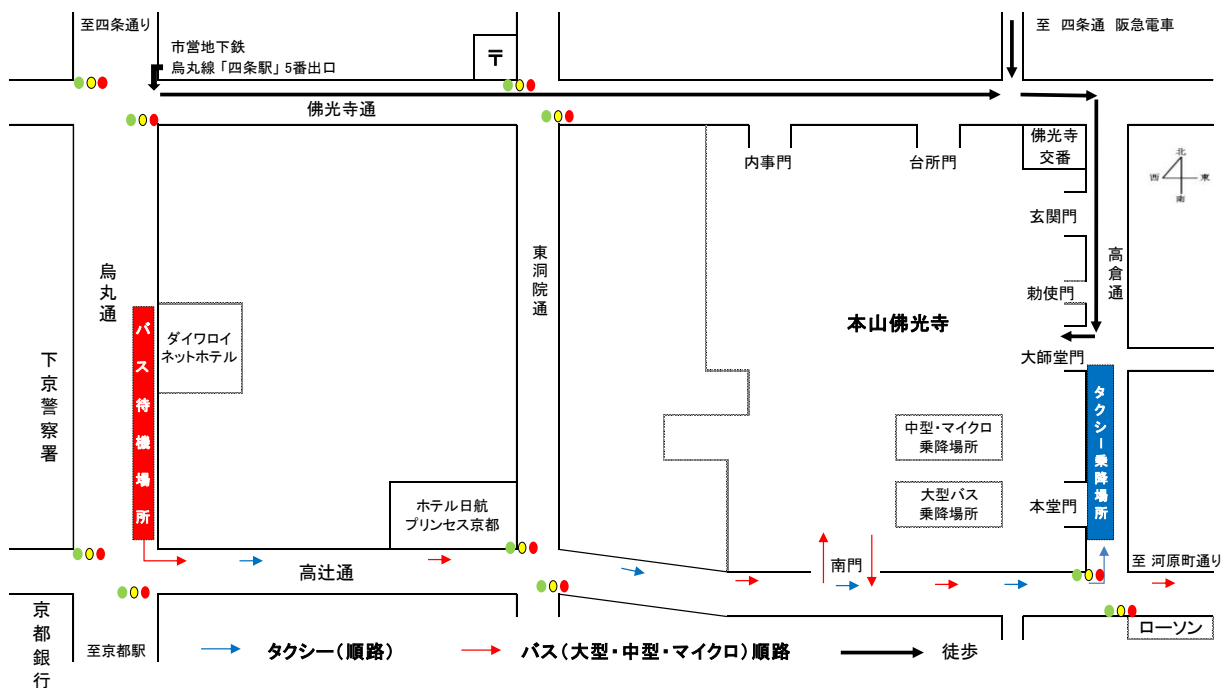 至四条通り
市営地下鉄
烏丸線「四条駅」5番出口
〒
至 四条通 阪急電車
佛光寺通
内事門
台所門
佛光寺
交番
北
西
東
南
玄関門
烏丸通
東洞院通
高倉通
勅使門
バス待機場所
ダイワロイ
ネットホテル
本山佛光寺
大師堂門
下京警察署
タクシー乗降場所
中型・マイクロ
乗降場所
大型バス
乗降場所
本堂門
ホテル日航
プリンセス京都
高辻通
南門
至 河原町通り
京都銀行
至京都駅
タクシー(順路)
バス(大型・中型・マイクロ)順路
徒歩
ローソン